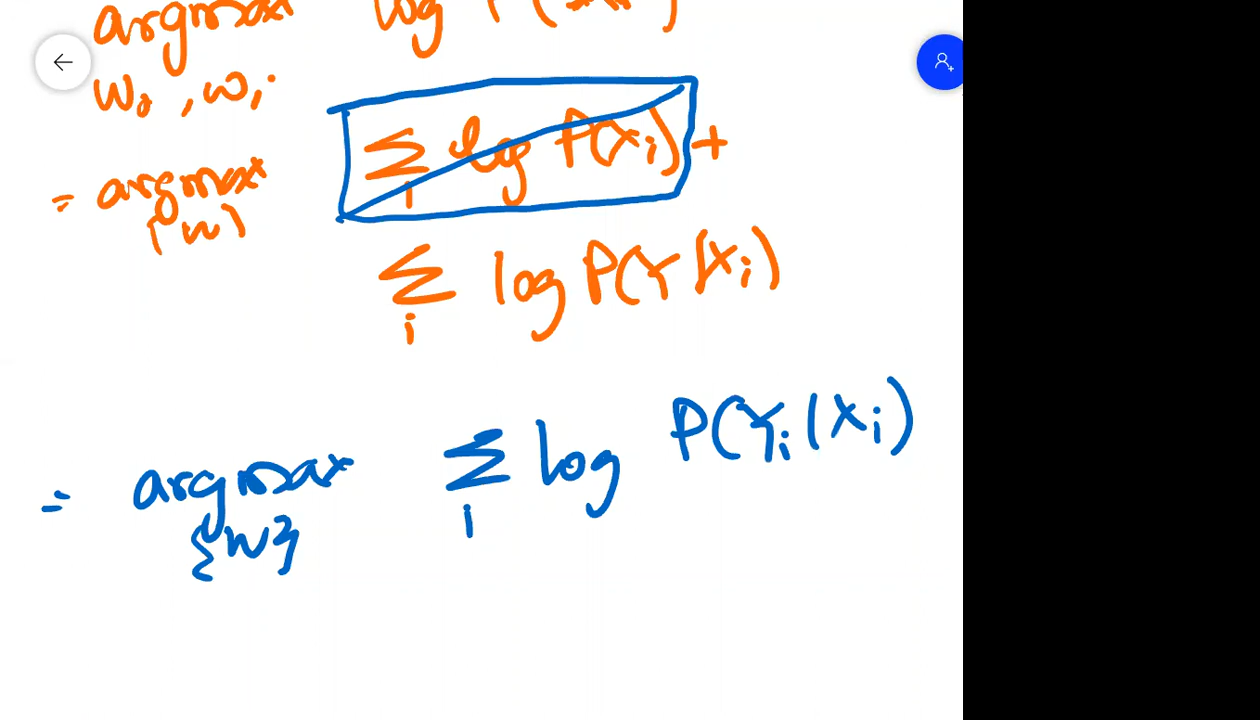 argmax log P(
w₀, w₁
= argmax Σ log P(Xi) +
{w} i
Σ log P(Y|Xi)
i
= argmax Σ log P(Yi|Xi)
{w} i